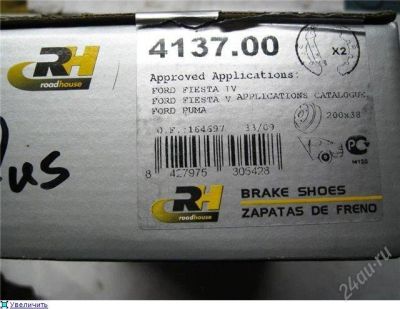 4137.00
X2
RH
roadhouse
Approved Applications:
FORD FIESTA IV
FORD FIESTA V APPLICATIONS CATALOGUE
FORD PUMA
200x38
O.F.:164697 33/09
8 427975 305428
RH
roadhouse
BRAKE SHOES
ZAPATAS DE FRENO
us
24au.ru
Увеличить